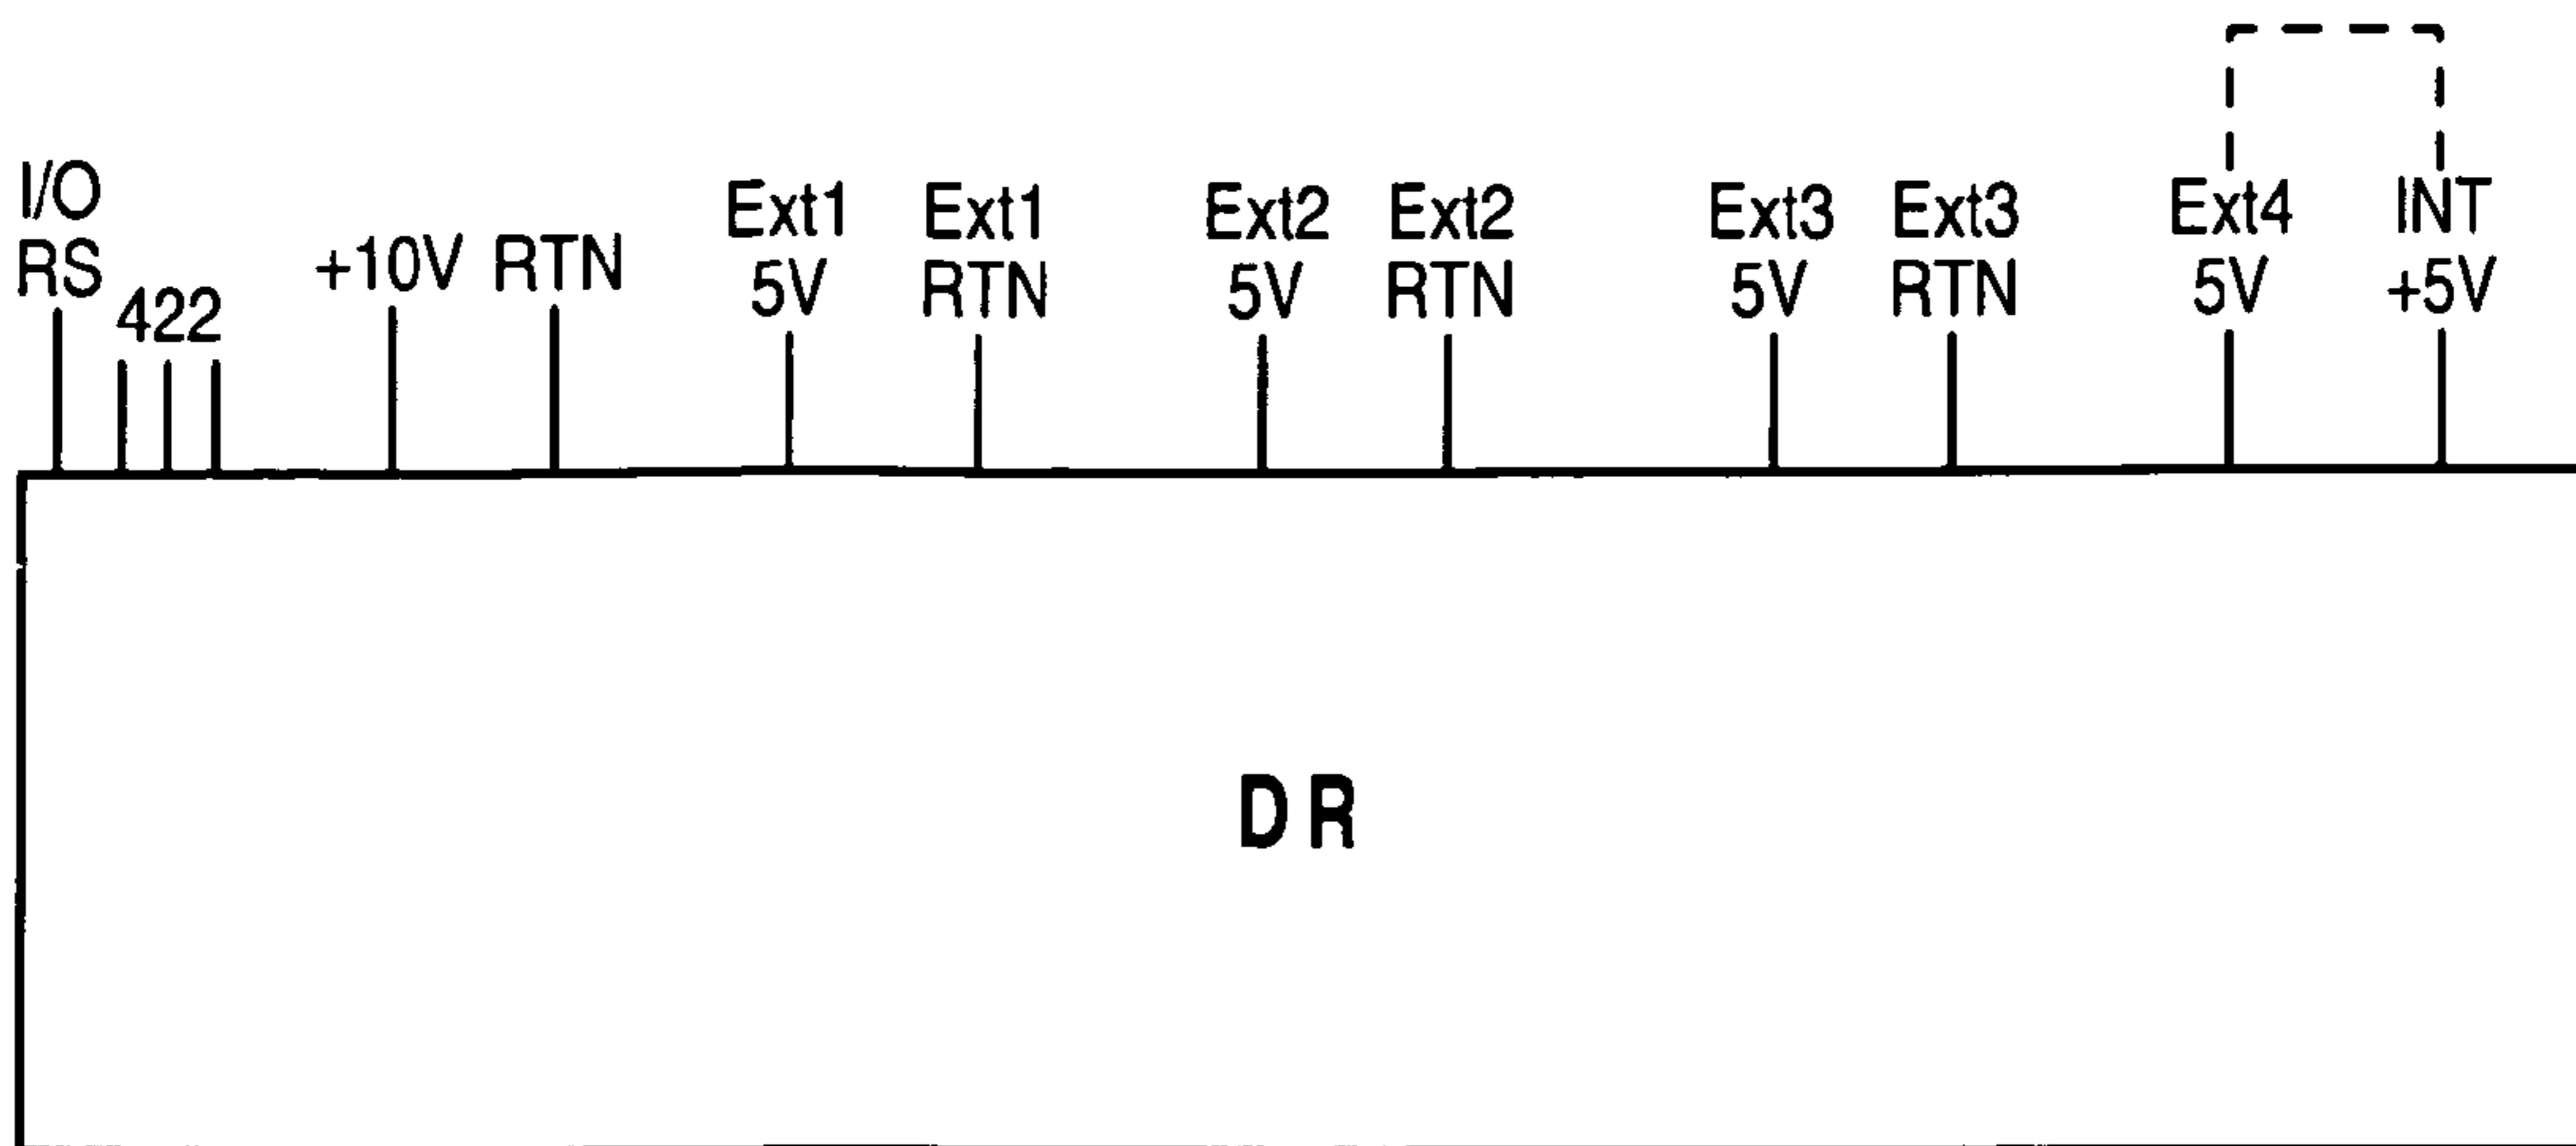 I/O
RS
422
+10V
RTN
Ext1
5V
Ext1
RTN
Ext2
5V
Ext2
RTN
Ext3
5V
Ext3
RTN
Ext4
5V
INT
+5V
DR